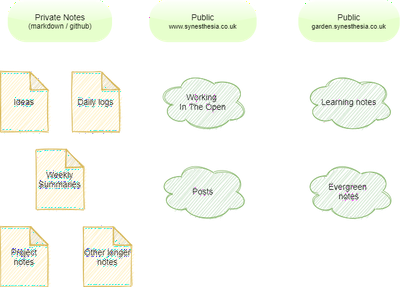 Private Notes
(markdown / github)
Public
www.synesthesia.co.uk
Public
garden.synesthesia.co.uk
Ideas
Daily logs
Working
In The Open
Learning notes
Weekly
Summaries
Posts
Evergreen
notes
Project
notes
Other longer
notes